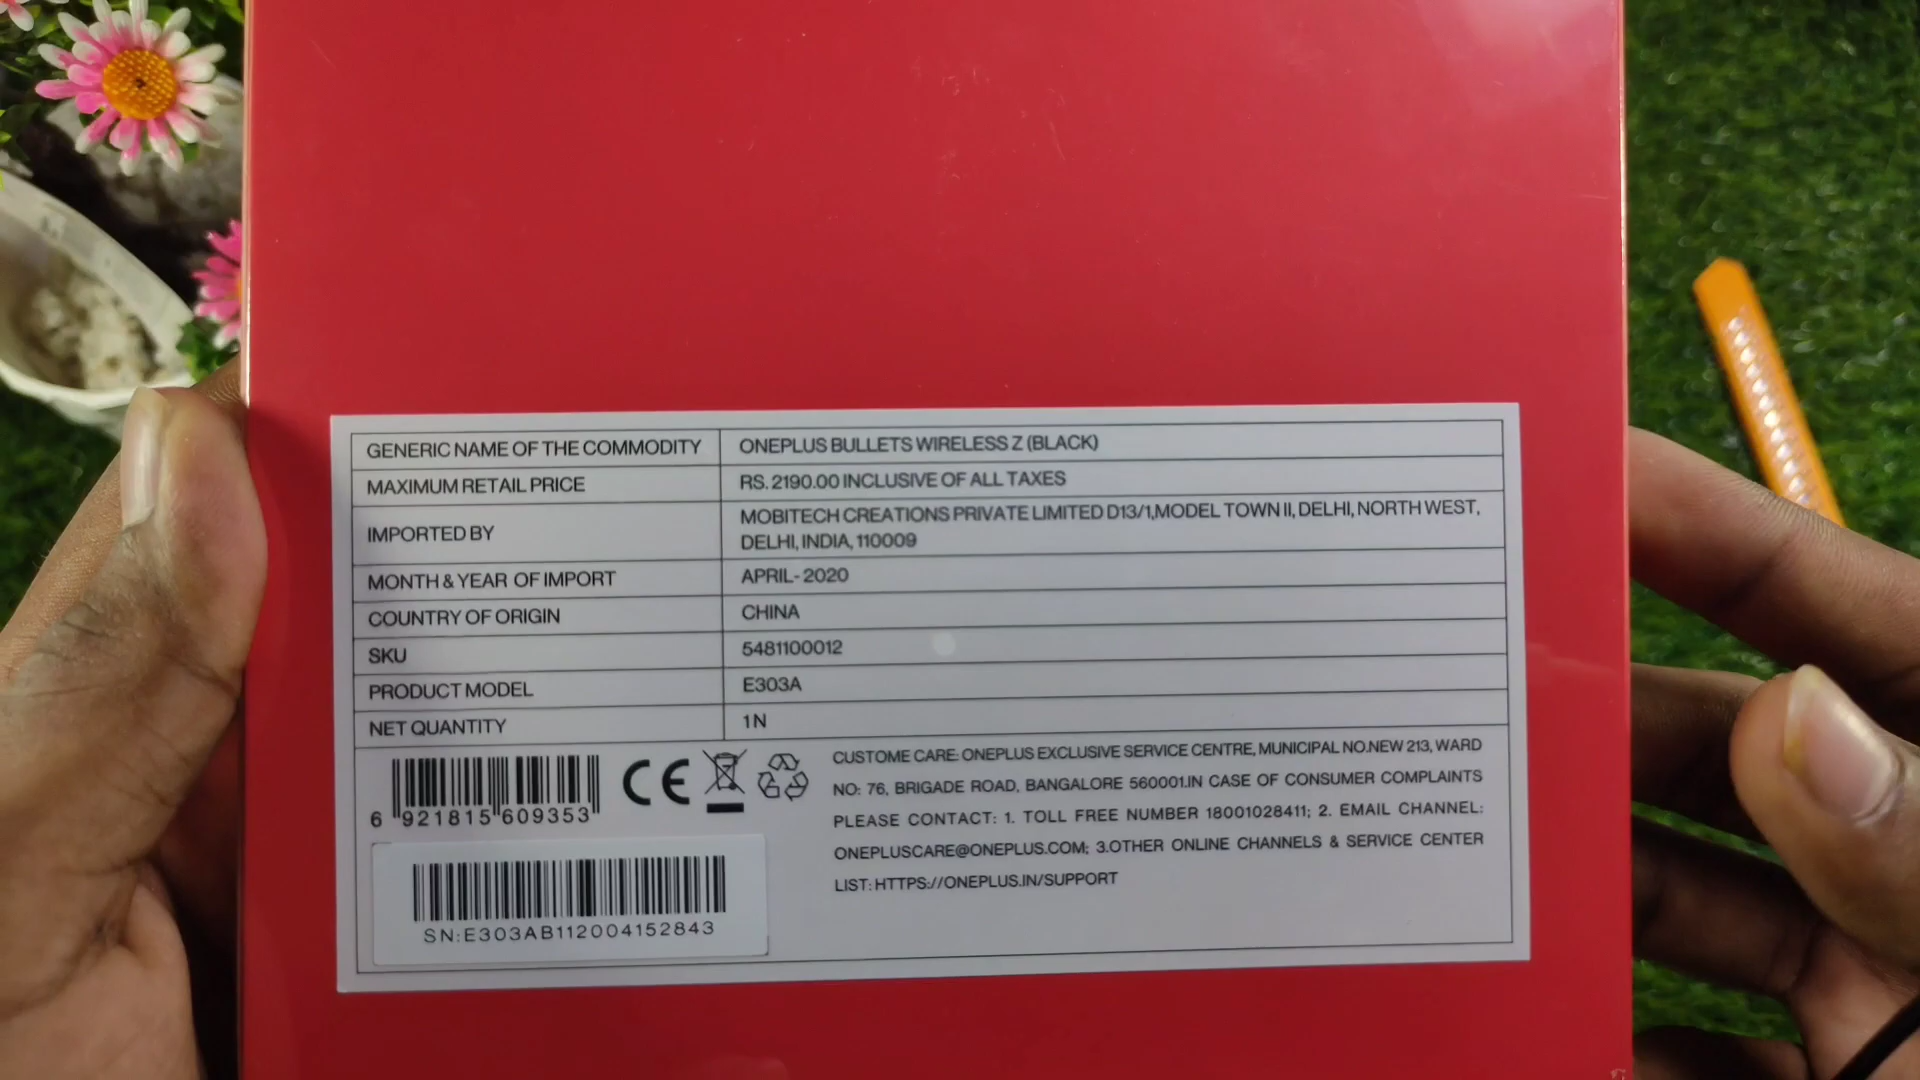 GENERIC NAME OF THE COMMODITY ONEPLUS BULLETS WIRELESS Z (BLACK)
MAXIMUM RETAIL PRICE RS. 2190.00 INCLUSIVE OF ALL TAXES
IMPORTED BY MOBITECH CREATIONS PRIVATE LIMITED D13/1,MODEL TOWN II, DELHI, NORTH WEST,
DELHI, INDIA, 110009
MONTH & YEAR OF IMPORT APRIL- 2020
COUNTRY OF ORIGIN CHINA
SKU 5481100012
PRODUCT MODEL E303A
NET QUANTITY 1N
6 921815 609353
CE
CUSTOME CARE: ONEPLUS EXCLUSIVE SERVICE CENTRE, MUNICIPAL NO.NEW 213, WARD
NO: 76, BRIGADE ROAD, BANGALORE 560001.IN CASE OF CONSUMER COMPLAINTS
PLEASE CONTACT: 1. TOLL FREE NUMBER 18001028411; 2. EMAIL CHANNEL:
ONEPLUSCARE@ONEPLUS.COM; 3.OTHER ONLINE CHANNELS & SERVICE CENTER
LIST: HTTPS://ONEPLUS.IN/SUPPORT
SN:E303AB112004152843